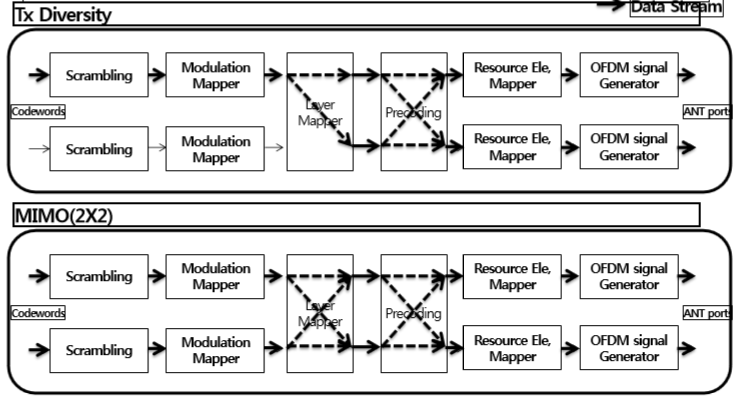 Data Stream
Tx Diversity
Scrambling
Modulation
Mapper
Layer
Mapper
Precoding
Resource Ele,
Mapper
OFDM signal
Generator
Codewords
ANT ports
Scrambling
Modulation
Mapper
Resource Ele,
Mapper
OFDM signal
Generator
MIMO(2X2)
Scrambling
Modulation
Mapper
Layer
Mapper
Precoding
Resource Ele,
Mapper
OFDM signal
Generator
Codewords
ANT ports
Scrambling
Modulation
Mapper
Resource Ele,
Mapper
OFDM signal
Generator